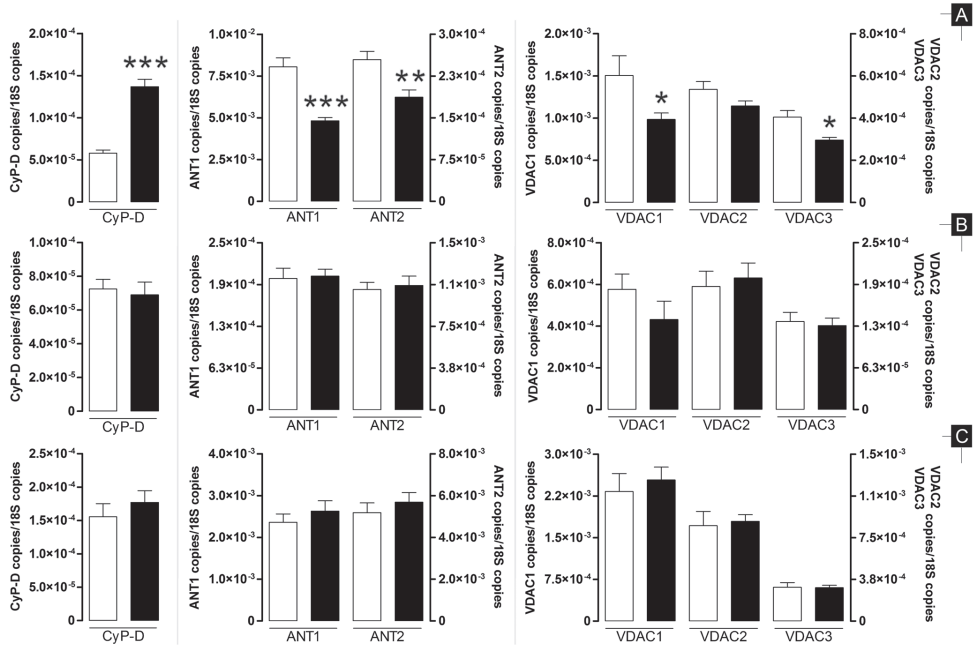 A
CyP-D copies/18S copies
2.0×10⁻⁴
1.5×10⁻⁴
1.0×10⁻⁴
5.0×10⁻⁵
0
***
CyP-D
ANT1 copies/18S copies
1.0×10⁻²
7.5×10⁻³
5.0×10⁻³
2.5×10⁻³
0
***
**
ANT1 ANT2
3.0×10⁻⁴
2.3×10⁻⁴
1.5×10⁻⁴
7.5×10⁻⁵
0
ANT2 copies/18S copies
VDAC1 copies/18S copies
1.5×10⁻³
1.0×10⁻³
5.0×10⁻⁴
0
*
*
VDAC1 VDAC2 VDAC3
8.0×10⁻⁴
6.0×10⁻⁴
4.0×10⁻⁴
2.0×10⁻⁴
0
VDAC2
VDAC3 copies/18S copies
B
CyP-D copies/18S copies
1.0×10⁻⁴
8.0×10⁻⁵
6.0×10⁻⁵
4.0×10⁻⁵
2.0×10⁻⁵
0
CyP-D
ANT1 copies/18S copies
2.5×10⁻⁴
1.9×10⁻⁴
1.3×10⁻⁴
6.3×10⁻⁵
0
ANT1 ANT2
1.5×10⁻³
1.1×10⁻³
7.5×10⁻⁴
3.8×10⁻⁴
0
ANT2 copies/18S copies
VDAC1 copies/18S copies
8.0×10⁻⁴
6.0×10⁻⁴
4.0×10⁻⁴
2.0×10⁻⁴
0
VDAC1 VDAC2 VDAC3
2.5×10⁻⁴
1.9×10⁻⁴
1.3×10⁻⁴
6.3×10⁻⁵
0
VDAC2
VDAC3 copies/18S copies
C
CyP-D copies/18S copies
2.5×10⁻⁴
2.0×10⁻⁴
1.5×10⁻⁴
1.0×10⁻⁴
5.0×10⁻⁵
0
CyP-D
ANT1 copies/18S copies
4.0×10⁻³
3.0×10⁻³
2.0×10⁻³
1.0×10⁻³
0
ANT1 ANT2
8.0×10⁻³
6.0×10⁻³
4.0×10⁻³
2.0×10⁻³
0
ANT2 copies/18S copies
VDAC1 copies/18S copies
3.0×10⁻³
2.2×10⁻³
1.5×10⁻³
7.5×10⁻⁴
0
VDAC1 VDAC2 VDAC3
1.5×10⁻³
1.1×10⁻³
7.5×10⁻⁴
3.8×10⁻⁴
0
VDAC2
VDAC3 copies/18S copies